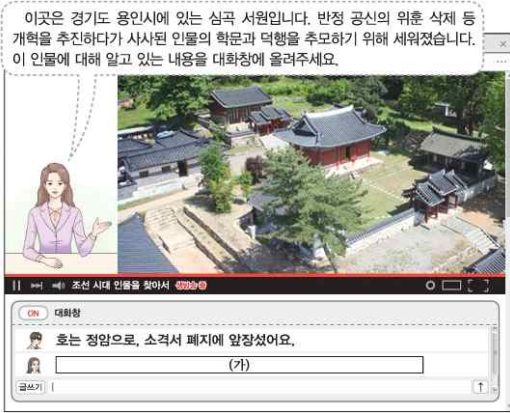 이곳은 경기도 용인시에 있는 심곡 서원입니다. 반정 공신의 위훈 삭제 등
개혁을 추진하다가 사사된 인물의 학문과 덕행을 추모하기 위해 세워졌습니다.
이 인물에 대해 알고 있는 내용을 대화창에 올려주세요.
조선 시대 인물을 찾아서 생방송 중
ON 대화창
호는 정암으로, 소격서 폐지에 앞장섰어요.
(가)
글쓰기